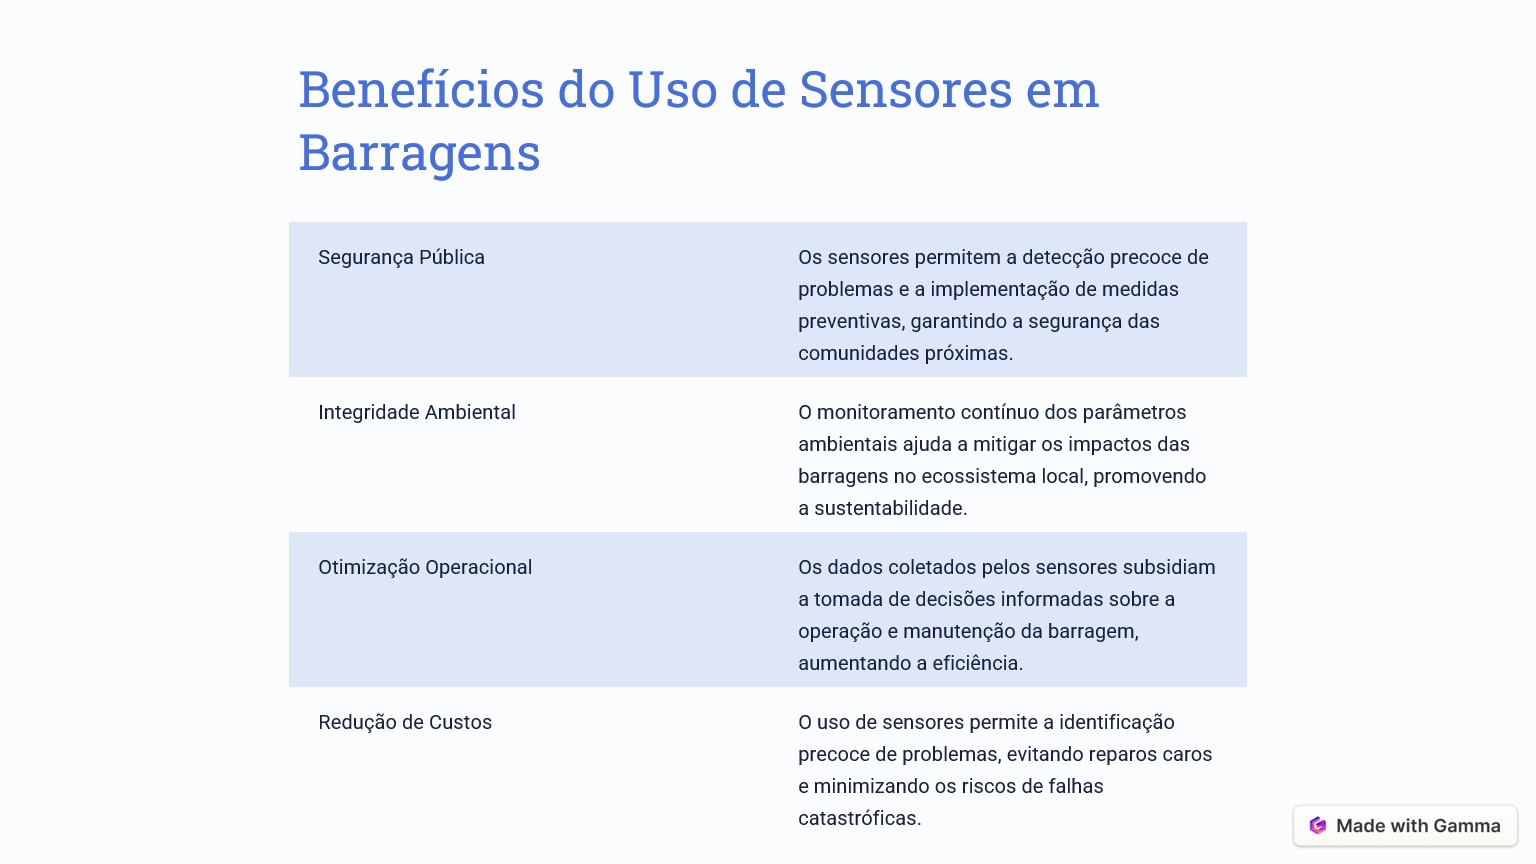 Benefícios do Uso de Sensores em
Barragens
Segurança Pública
Os sensores permitem a detecção precoce de
problemas e a implementação de medidas
preventivas, garantindo a segurança das
comunidades próximas.
Integridade Ambiental
O monitoramento contínuo dos parâmetros
ambientais ajuda a mitigar os impactos das
barragens no ecossistema local, promovendo
a sustentabilidade.
Otimização Operacional
Os dados coletados pelos sensores subsidiam
a tomada de decisões informadas sobre a
operação e manutenção da barragem,
aumentando a eficiência.
Redução de Custos
O uso de sensores permite a identificação
precoce de problemas, evitando reparos caros
e minimizando os riscos de falhas
catastróficas.
Made with Gamma